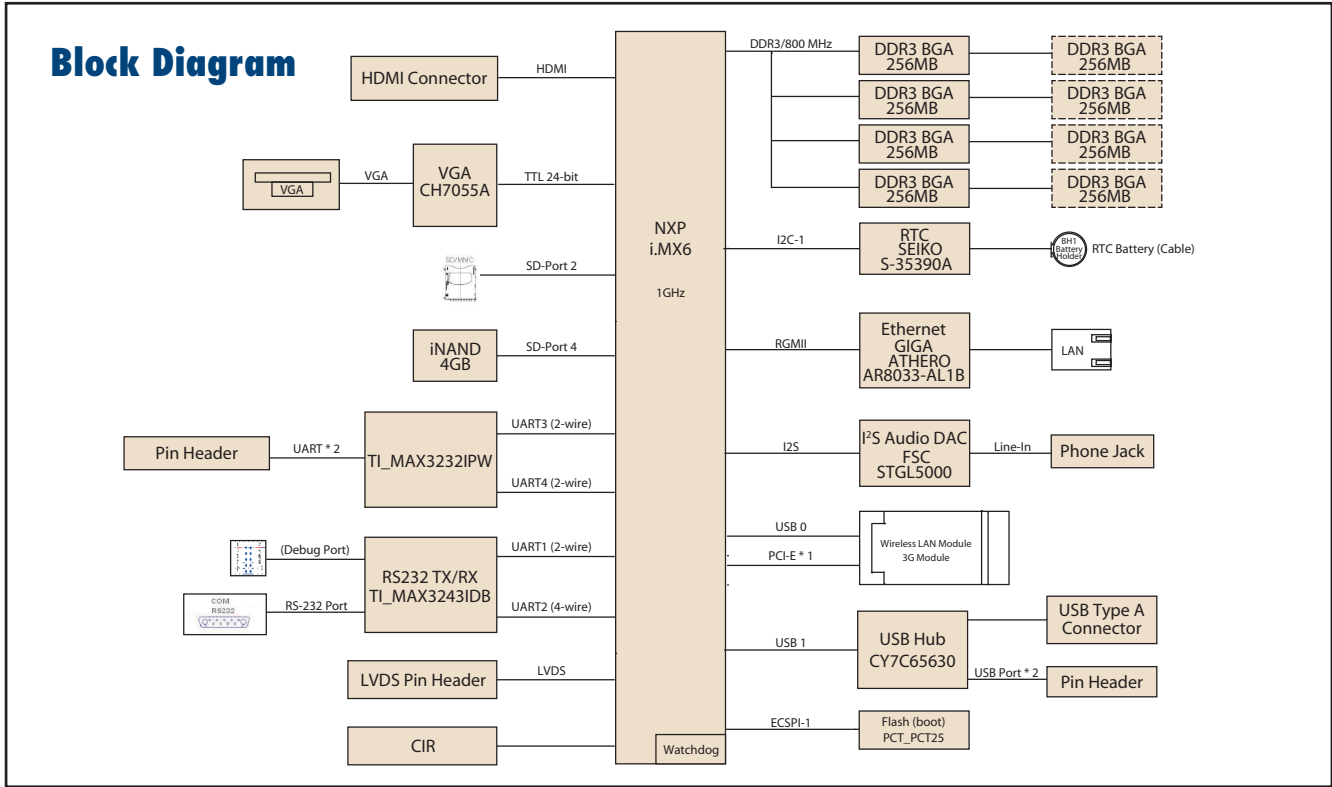 Block Diagram
HDMI Connector
HDMI
VGA
VGA
VGA
CH7055A
TTL 24-bit
SD/MMC
SD-Port 2
iNAND
4GB
SD-Port 4
Pin Header
UART * 2
TI_MAX3232IPW
UART3 (2-wire)
UART4 (2-wire)
(Debug Port)
COM
RS232
RS-232 Port
RS232 TX/RX
TI_MAX3243IDB
UART1 (2-wire)
UART2 (4-wire)
LVDS Pin Header
LVDS
CIR
NXP
i.MX6
1GHz
Watchdog
DDR3/800 MHz
DDR3 BGA
256MB
DDR3 BGA
256MB
DDR3 BGA
256MB
DDR3 BGA
256MB
DDR3 BGA
256MB
DDR3 BGA
256MB
DDR3 BGA
256MB
DDR3 BGA
256MB
I2C-1
RTC
SEIKO
S-35390A
BH1
Battery
Holder
RTC Battery (Cable)
RGMII
Ethernet
GIGA
ATHERO
AR8033-AL1B
LAN
I2S
I²S Audio DAC
FSC
STGL5000
Line-In
Phone Jack
USB 0
PCI-E * 1
Wireless LAN Module
3G Module
USB 1
USB Hub
CY7C65630
USB Type A
Connector
USB Port * 2
Pin Header
ECSPI-1
Flash (boot)
PCT_PCT25